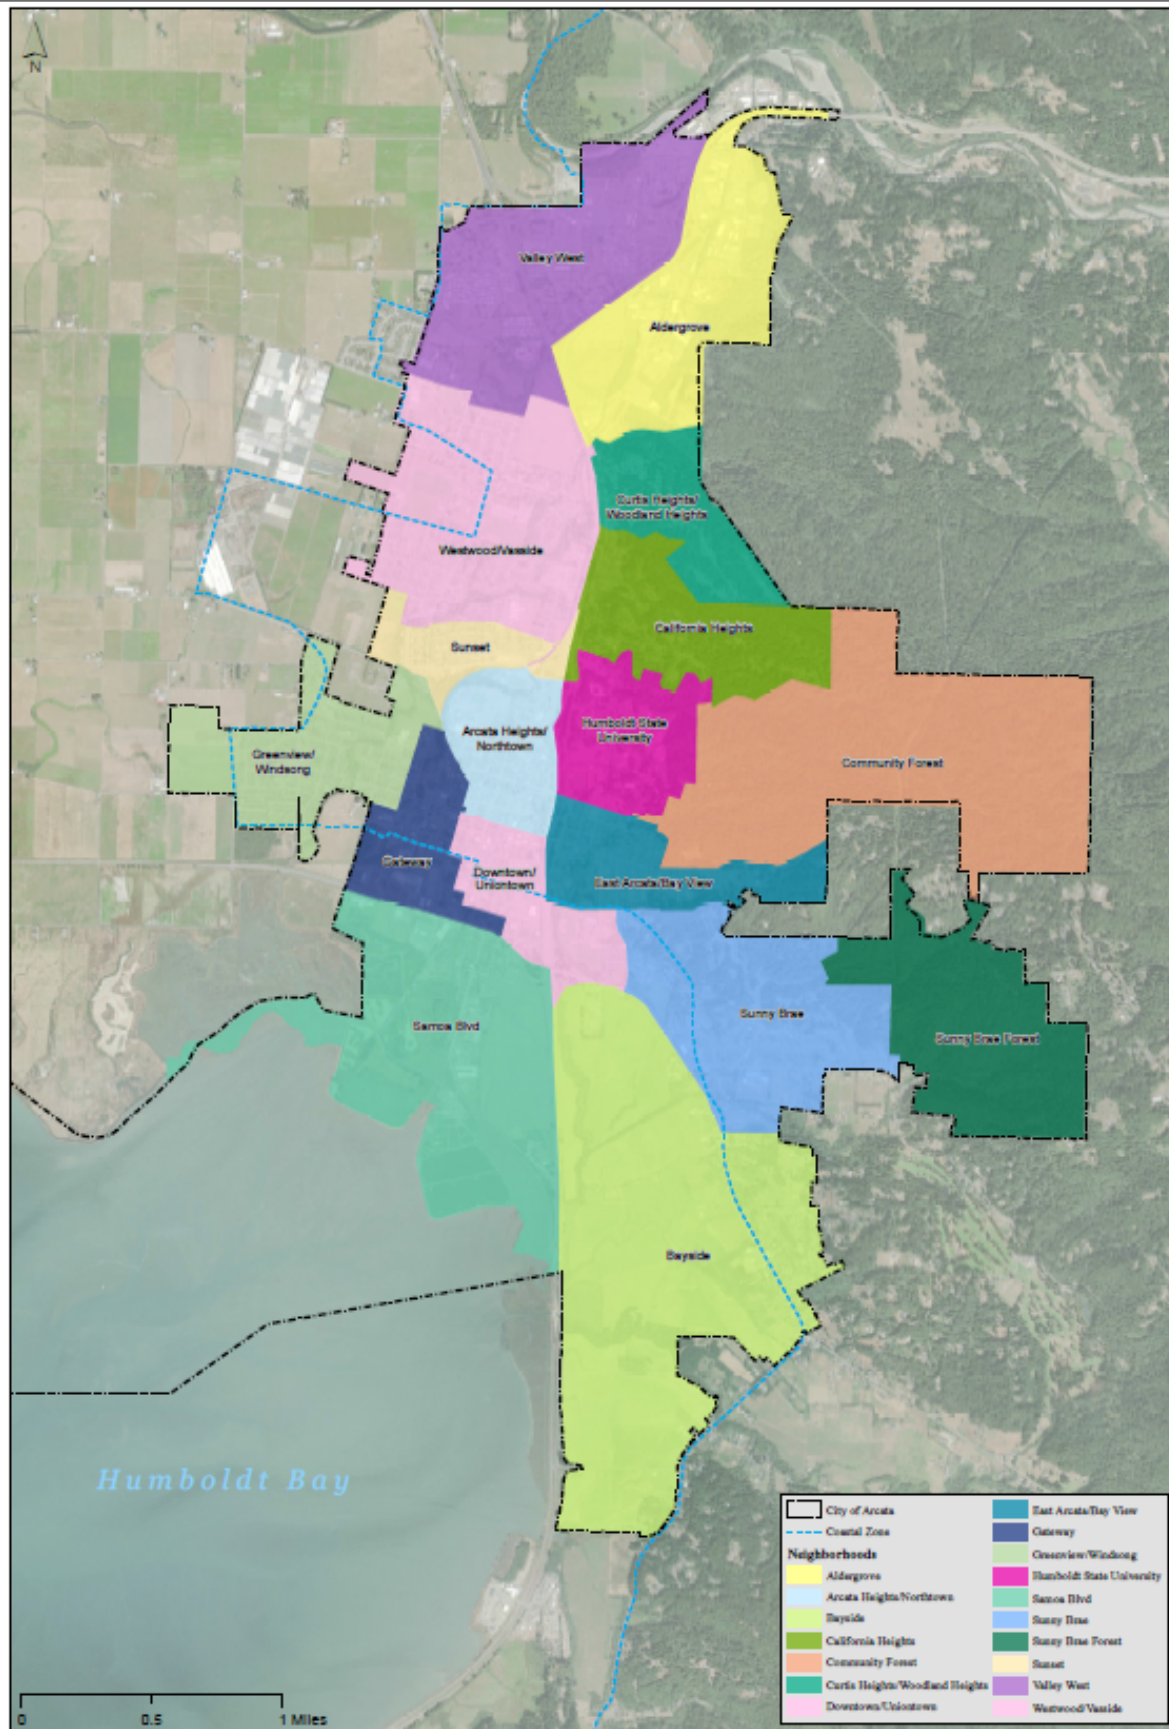 N
Valley West
Aldergrove
Curtis Heights/
Woodland Heights
Westwood/Vasside
California Heights
Sunset
Arcata Heights/
Northtown
Humboldt State
University
Greenview/
Windsong
Community Forest
Gateway
Downtown/
Uniontown
East Arcata/Bay View
Samoa Blvd
Sunny Brae
Sunny Brae Forest
Bayside
Humboldt Bay
City of Arcata
Coastal Zone
Neighborhoods
Aldergrove
Arcata Heights/Northtown
Bayside
California Heights
Community Forest
Curtis Heights/Woodland Heights
Downtown/Uniontown
East Arcata/Bay View
Gateway
Greenview/Windsong
Humboldt State University
Samoa Blvd
Sunny Brae
Sunny Brae Forest
Sunset
Valley West
Westwood/Vasside
0 0.5 1 Miles